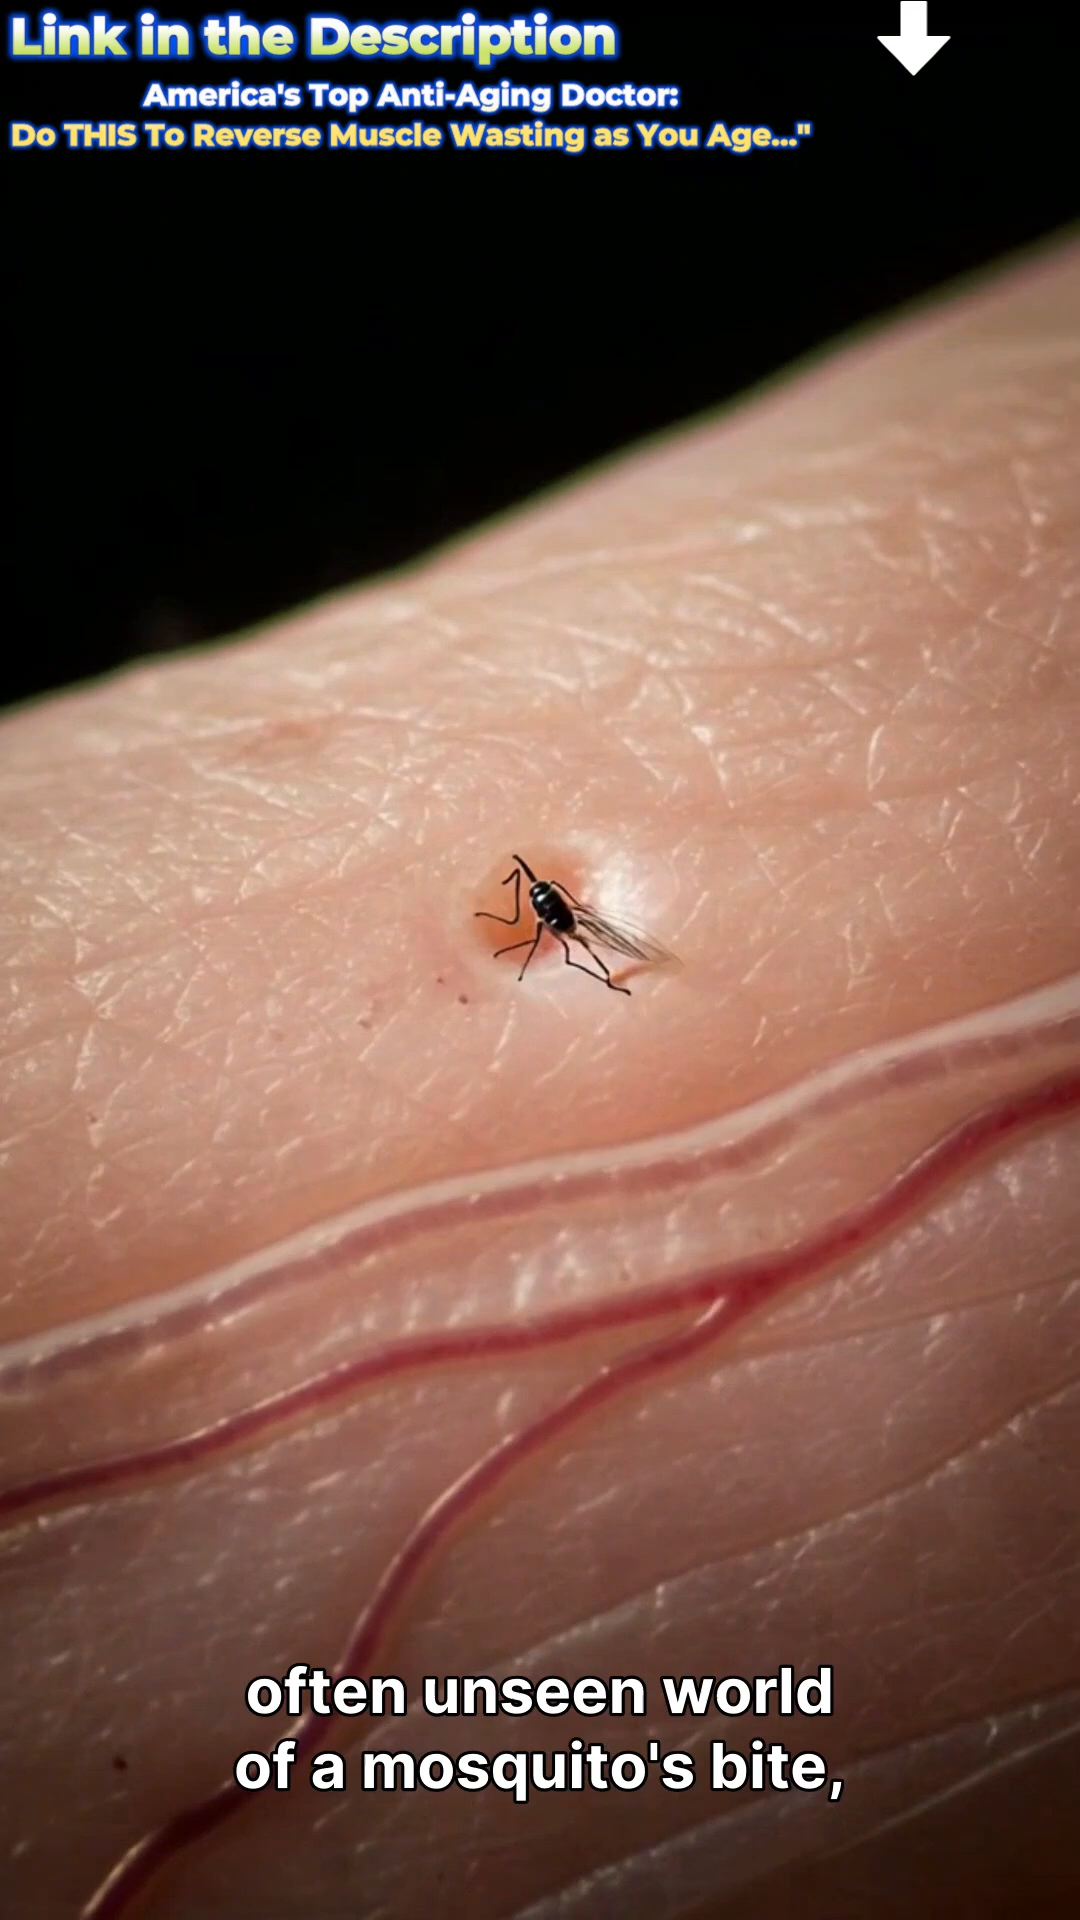 Link in the Description
America's Top Anti-Aging Doctor:
Do THIS To Reverse Muscle Wasting as You Age..."
often unseen world
of a mosquito's bite,